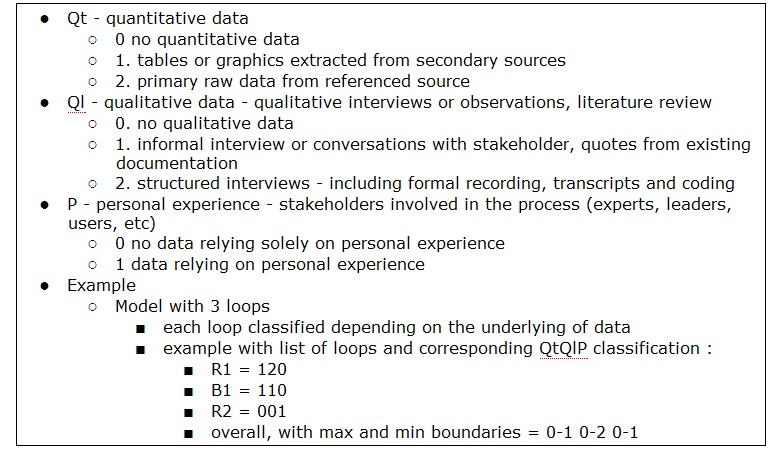 ● Qt - quantitative data
○ 0 no quantitative data
○ 1. tables or graphics extracted from secondary sources
○ 2. primary raw data from referenced source
● Ql - qualitative data - qualitative interviews or observations, literature review
○ 0. no qualitative data
○ 1. informal interview or conversations with stakeholder, quotes from existing
documentation
○ 2. structured interviews - including formal recording, transcripts and coding
● P - personal experience - stakeholders involved in the process (experts, leaders,
users, etc)
○ 0 no data relying solely on personal experience
○ 1 data relying on personal experience
● Example
○ Model with 3 loops
■ each loop classified depending on the underlying of data
■ example with list of loops and corresponding QtQlP classification :
■ R1 = 120
■ B1 = 110
■ R2 = 001
■ overall, with max and min boundaries = 0-1 0-2 0-1